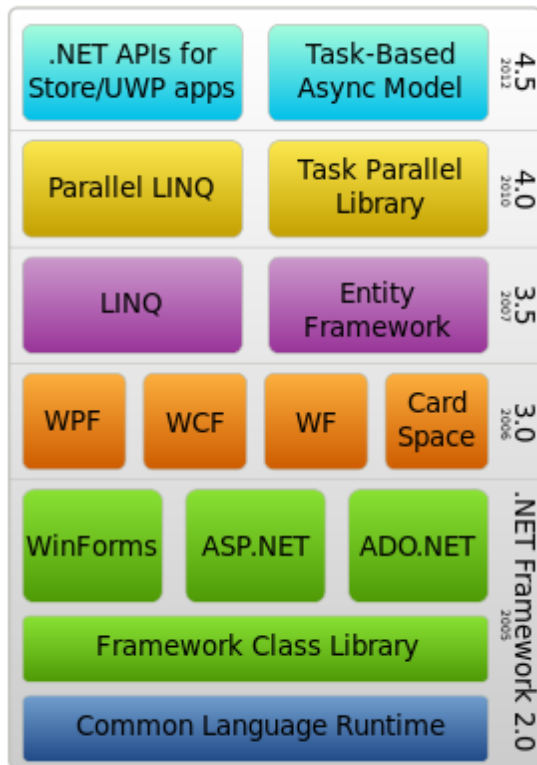 .NET APIs for
Store/UWP apps
Task-Based
Async Model
4.5
2012
Parallel LINQ
Task Parallel
Library
4.0
2010
LINQ
Entity
Framework
3.5
2007
WPF
WCF
WF
Card
Space
3.0
2006
WinForms
ASP.NET
ADO.NET
Framework Class Library
Common Language Runtime
.NET Framework 2.0
2005